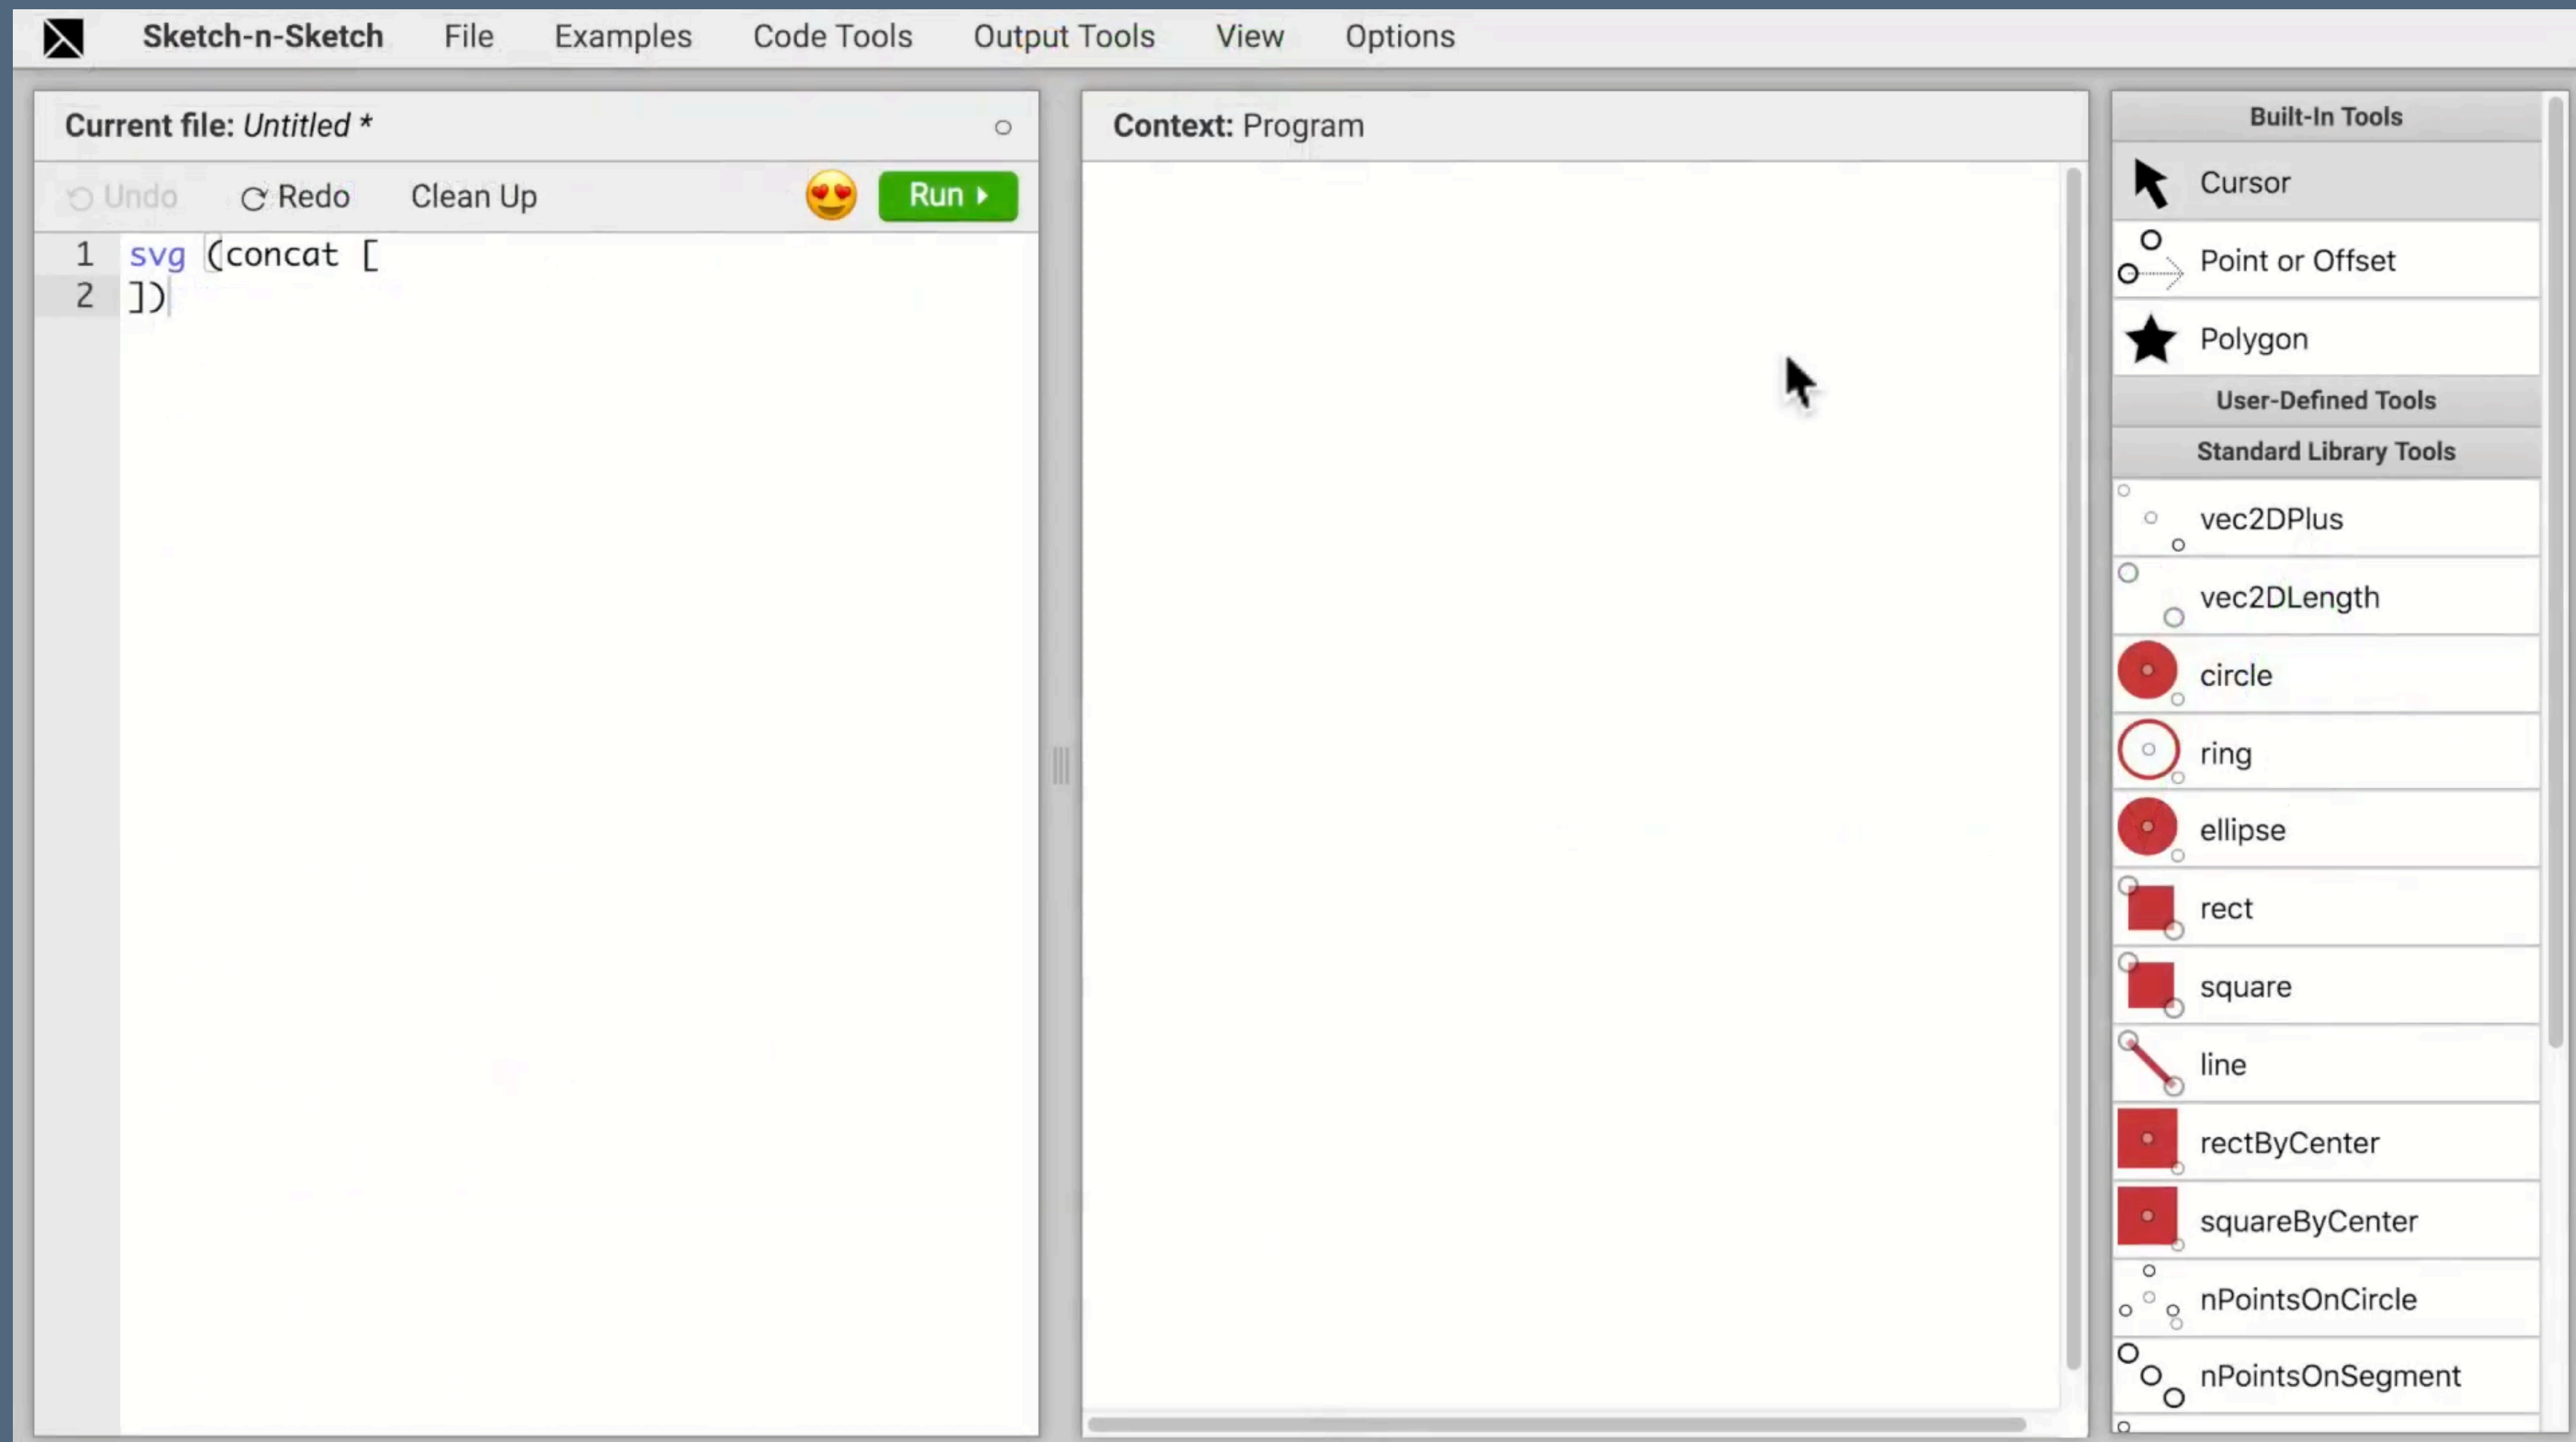 Sketch-n-Sketch File Examples Code Tools Output Tools View Options
Current file: Untitled *
Undo Redo Clean Up Run
1 svg (concat [
2 ])
Context: Program
Built-In Tools
Cursor
Point or Offset
Polygon
User-Defined Tools
Standard Library Tools
vec2DPlus
vec2DLength
circle
ring
ellipse
rect
square
line
rectByCenter
squareByCenter
nPointsOnCircle
nPointsOnSegment